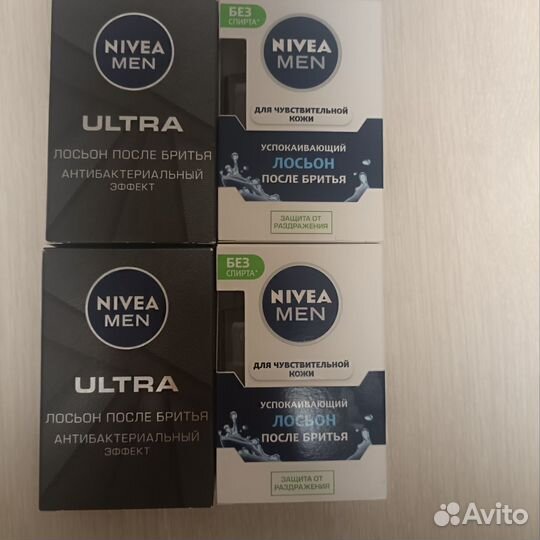 NIVEA
MEN
ULTRA
ЛОСЬОН ПОСЛЕ БРИТЬЯ
АНТИБАКТЕРИАЛЬНЫЙ
ЭФФЕКТ
БЕЗ
СПИРТА*
NIVEA
MEN
ДЛЯ ЧУВСТВИТЕЛЬНОЙ
КОЖИ
УСПОКАИВАЮЩИЙ
ЛОСЬОН
ПОСЛЕ БРИТЬЯ
ЗАЩИТА ОТ
РАЗДРАЖЕНИЯ
NIVEA
MEN
ULTRA
ЛОСЬОН ПОСЛЕ БРИТЬЯ
АНТИБАКТЕРИАЛЬНЫЙ
ЭФФЕКТ
БЕЗ
СПИРТА*
NIVEA
MEN
ДЛЯ ЧУВСТВИТЕЛЬНОЙ
КОЖИ
УСПОКАИВАЮЩИЙ
ЛОСЬОН
ПОСЛЕ БРИТЬЯ
ЗАЩИТА ОТ
РАЗДРАЖЕНИЯ
Avito